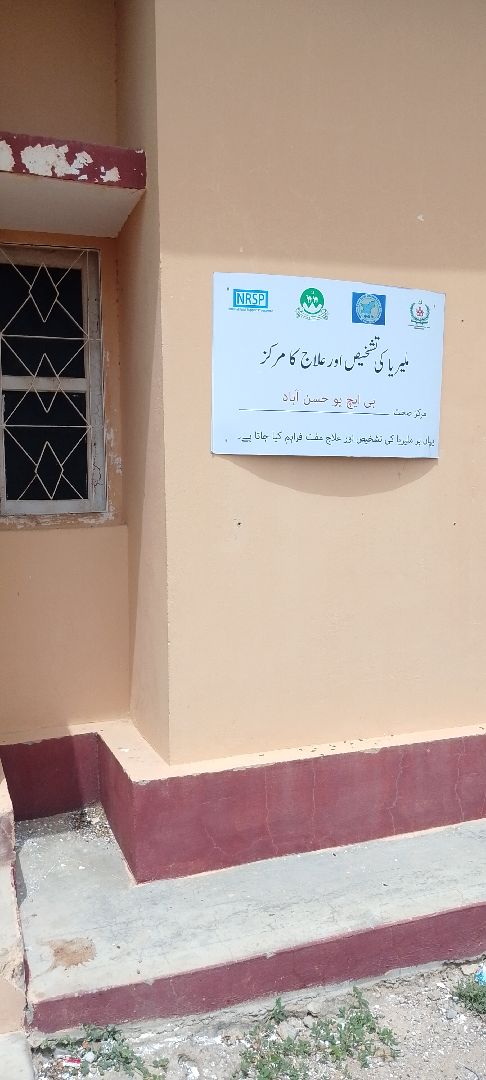 NRSP
ملیریا کی تشخیص اور علاج کا مرکز
بی ایچ یو حسن آباد
مرکز صحت
یہاں پر ملیریا کی تشخیص اور علاج مفت فراہم کیا جاتا ہے۔